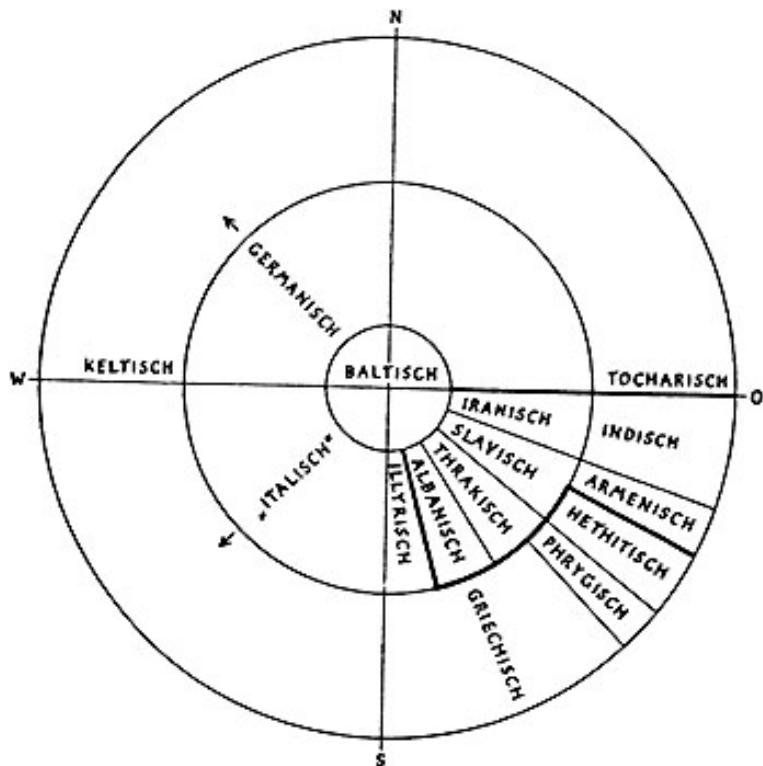 N
GERMANISCH
W
KELTISCH
BALTISCH
TOCHARISCH
O
IRANISCH
INDISCH
SLAVISCH
ARMENISCH
THRAKISCH
HETHITISCH
ALBANISCH
PHRYGISCH
ILLYRISCH
„ITALISCH“
GRIECHISCH
S